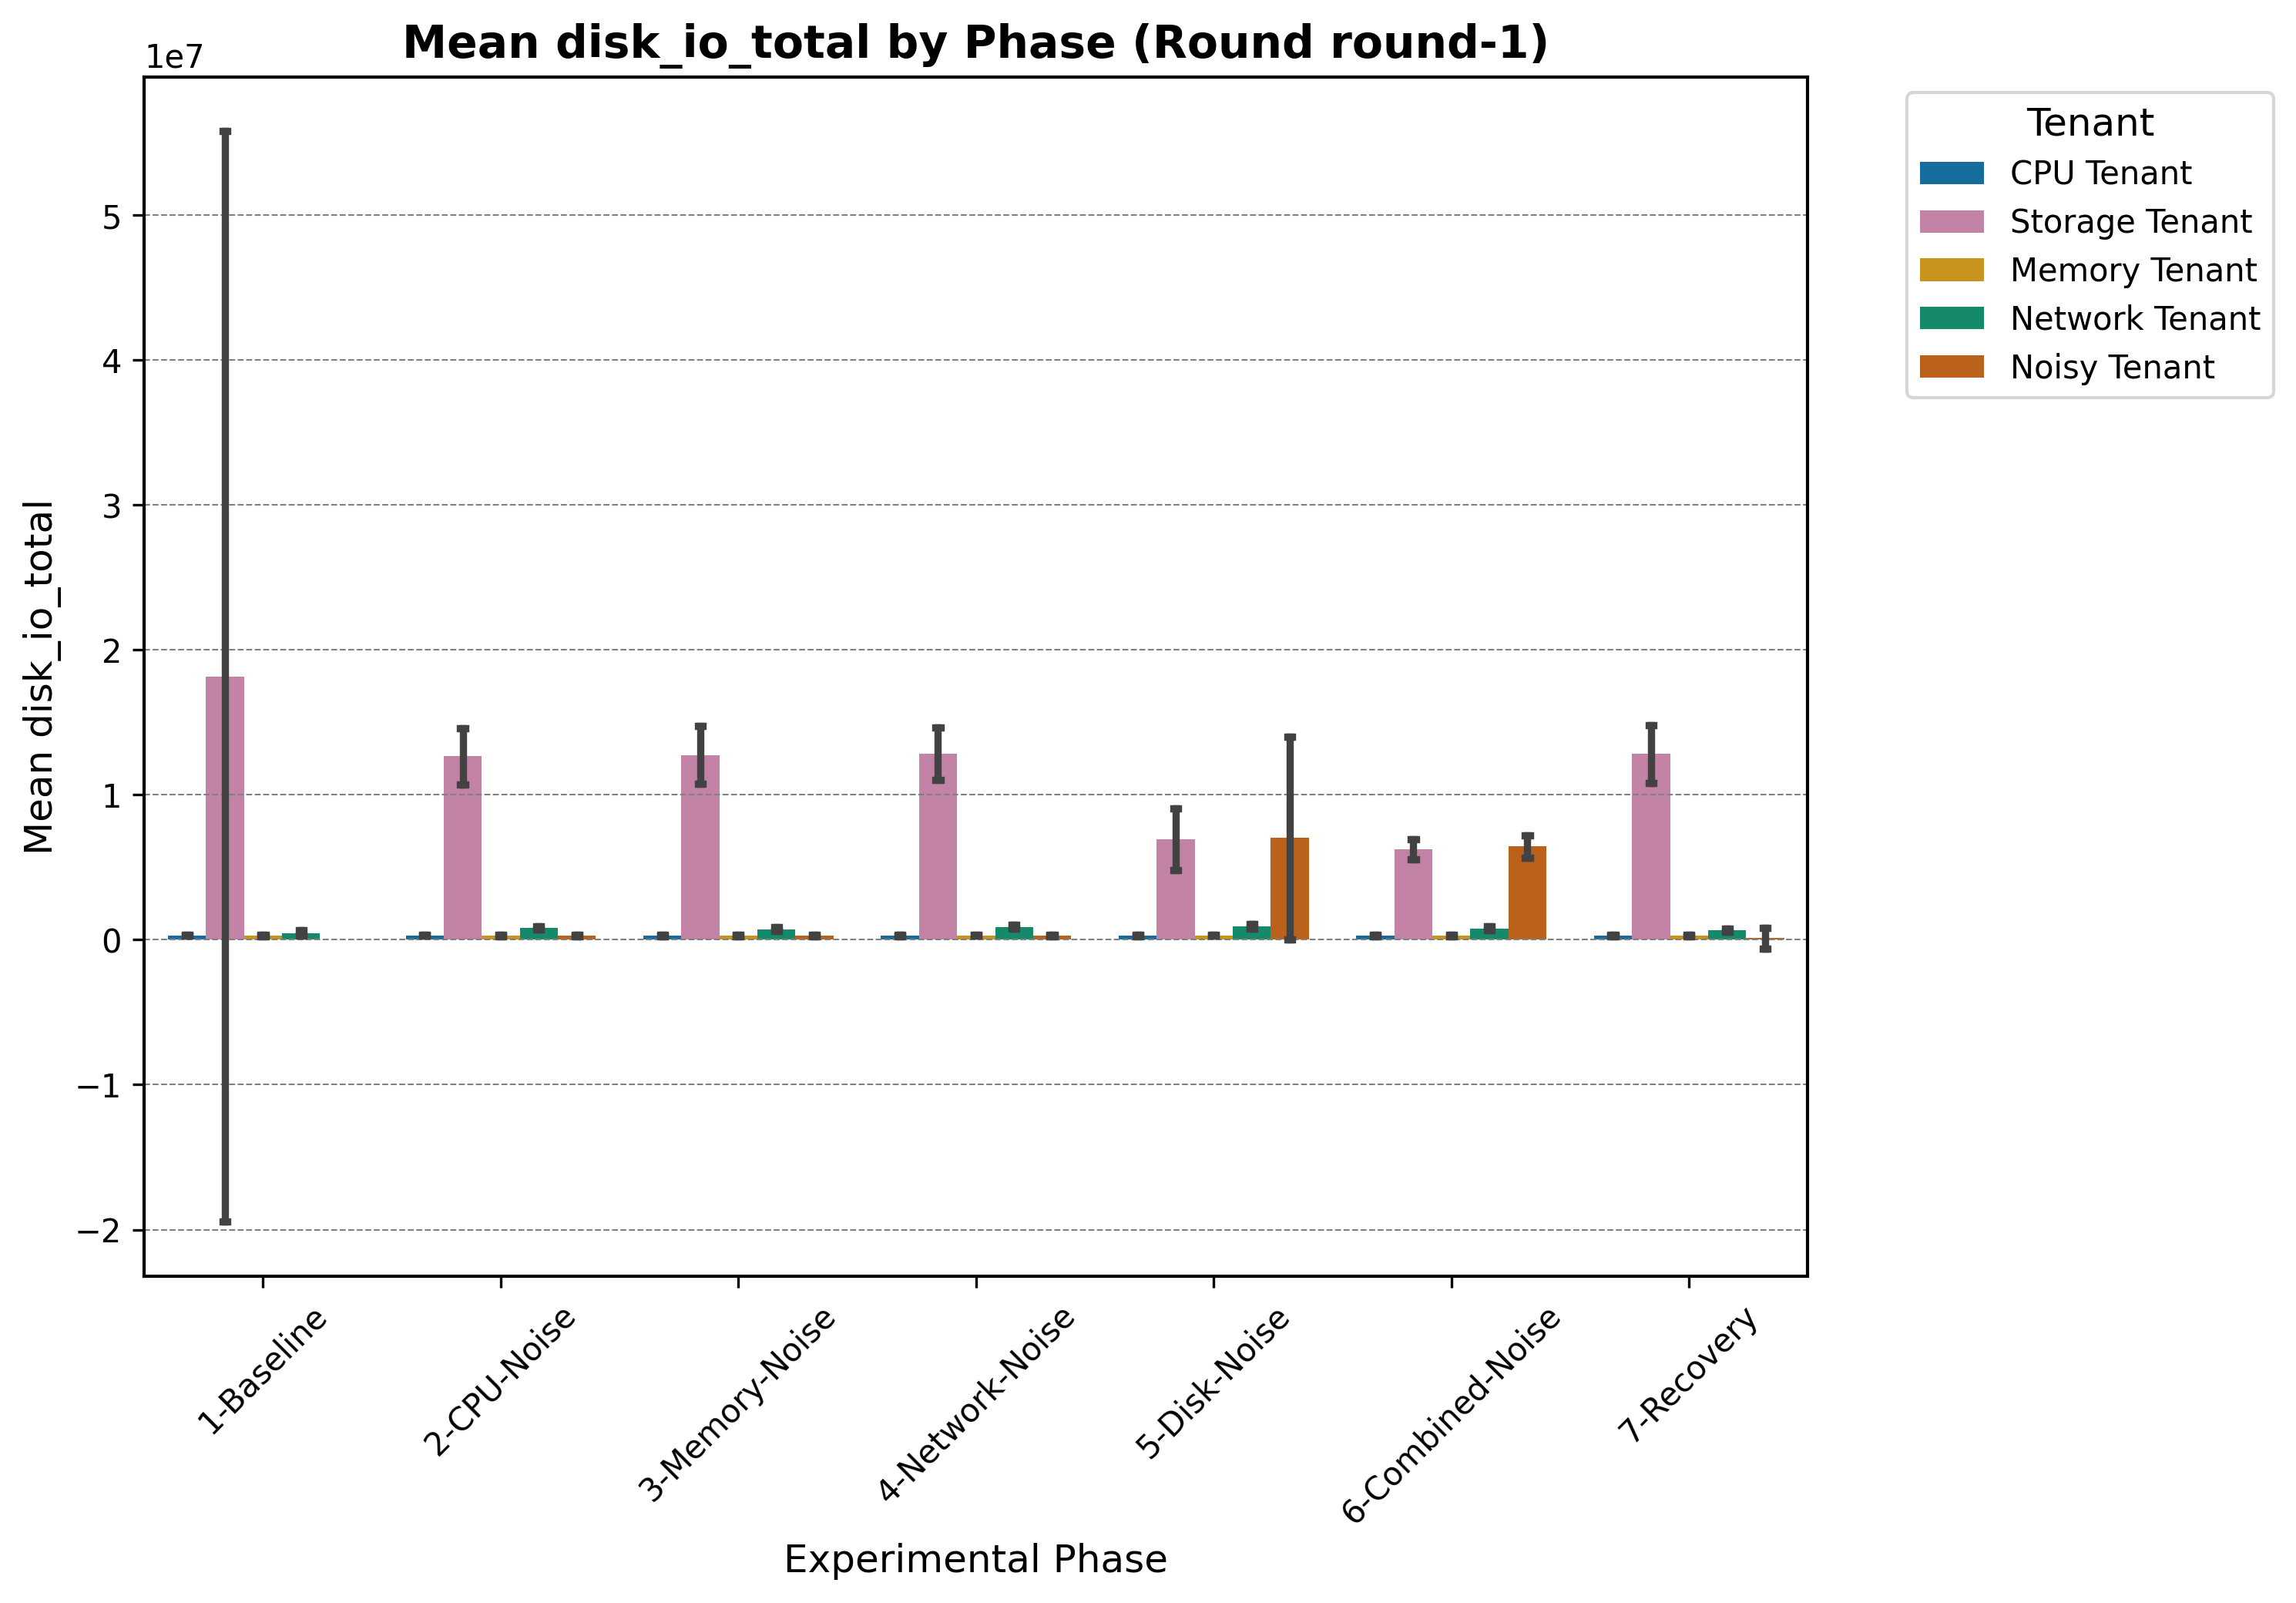 Mean disk_io_total by Phase (Round round-1)
1e7
Mean disk_io_total
5
4
3
2
1
0
−1
−2
1-Baseline
2-CPU-Noise
3-Memory-Noise
4-Network-Noise
5-Disk-Noise
6-Combined-Noise
7-Recovery
Experimental Phase
Tenant
CPU Tenant
Storage Tenant
Memory Tenant
Network Tenant
Noisy Tenant